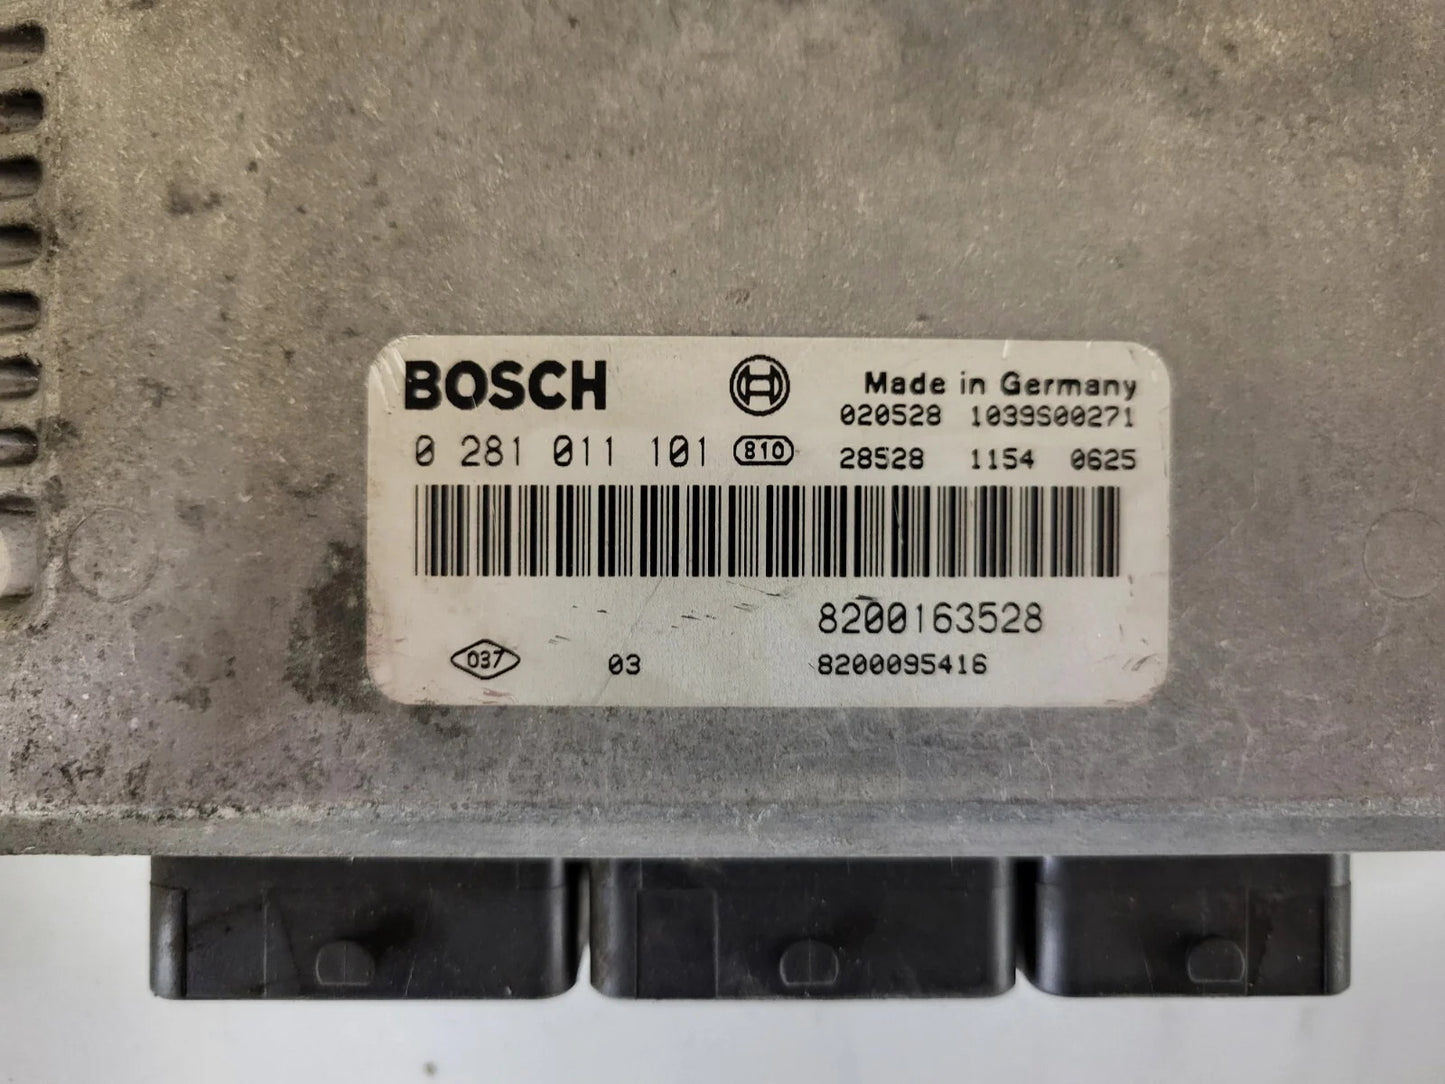 BOSCH
Made in Germany
020528 1039S00271
0 281 011 101 810
28528 1154 0625
8200163528
037 03 8200095416